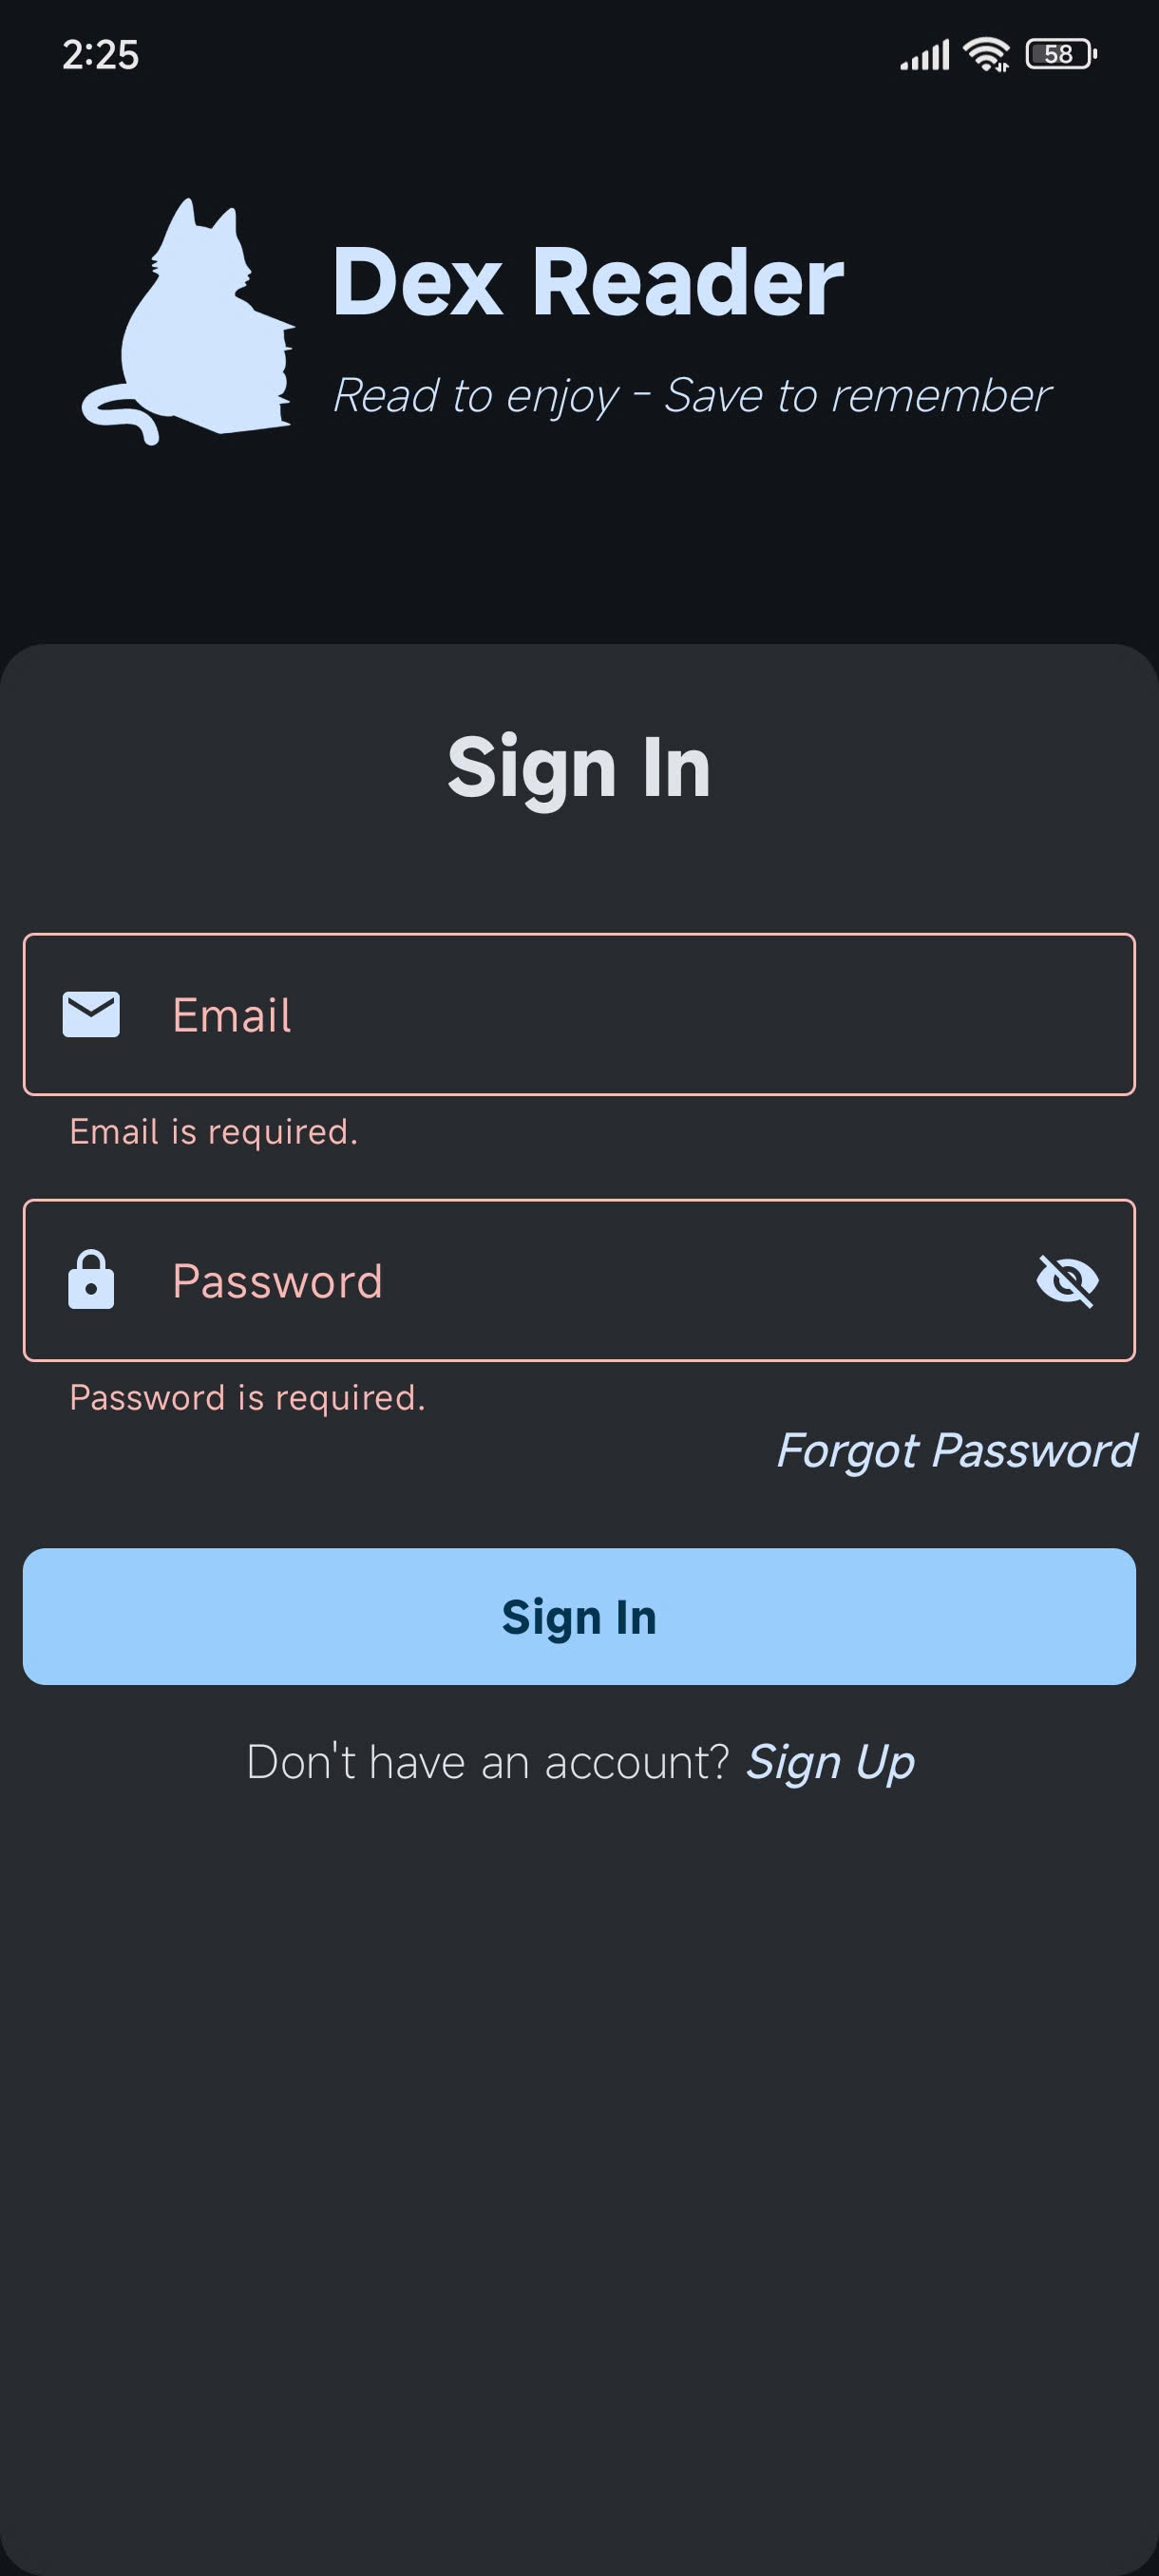 2:25
58
Dex Reader
Read to enjoy - Save to remember
Sign In
Email
Email is required.
Password
Password is required.
Forgot Password
Sign In
Don't have an account? Sign Up